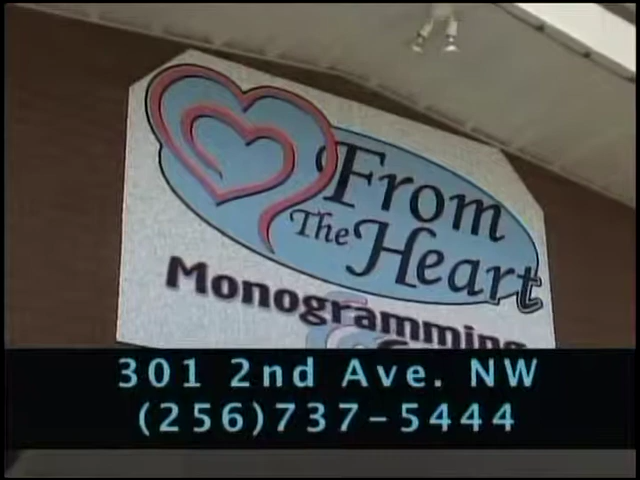 From
The Heart
Monogramming
301 2nd Ave. NW
(256)737-5444